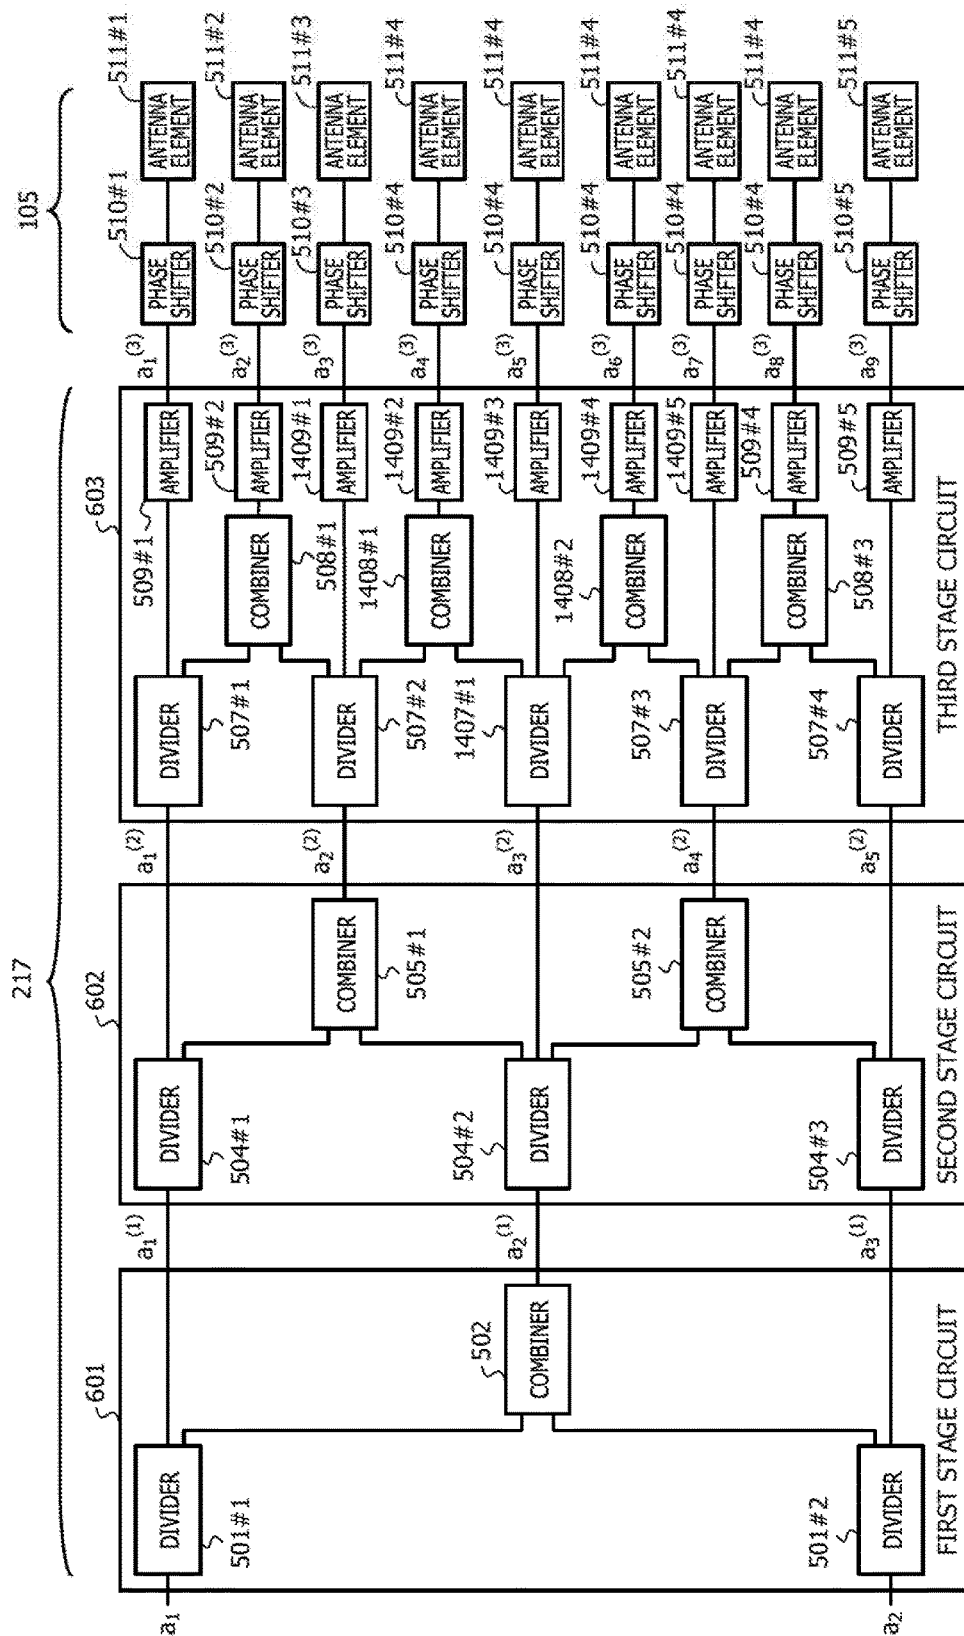 217
105
601
602
603
a1
DIVIDER
501#1
COMBINER
502
DIVIDER
501#2
a2
FIRST STAGE CIRCUIT
a1(1)
a2(1)
a3(1)
DIVIDER
504#1
DIVIDER
504#2
DIVIDER
504#3
COMBINER
505#1
COMBINER
505#2
SECOND STAGE CIRCUIT
a1(2)
a2(2)
a3(2)
a4(2)
a5(2)
DIVIDER
507#1
DIVIDER
507#2
1407#1
DIVIDER
507#3
DIVIDER
507#4
DIVIDER
COMBINER
508#1
1408#1
COMBINER
1408#2
COMBINER
COMBINER
508#3
509#1
AMPLIFIER
509#2
AMPLIFIER
1409#1
AMPLIFIER
1409#2
AMPLIFIER
1409#3
AMPLIFIER
1409#4
AMPLIFIER
1409#5
AMPLIFIER
509#4
AMPLIFIER
509#5
AMPLIFIER
THIRD STAGE CIRCUIT
a1(3)
a2(3)
a3(3)
a4(3)
a5(3)
a6(3)
a7(3)
a8(3)
a9(3)
510#1
PHASE
SHIFTER
510#2
PHASE
SHIFTER
510#3
PHASE
SHIFTER
510#4
PHASE
SHIFTER
510#4
PHASE
SHIFTER
510#4
PHASE
SHIFTER
510#4
PHASE
SHIFTER
510#4
PHASE
SHIFTER
510#5
PHASE
SHIFTER
511#1
ANTENNA
ELEMENT
511#2
ANTENNA
ELEMENT
511#3
ANTENNA
ELEMENT
511#4
ANTENNA
ELEMENT
511#4
ANTENNA
ELEMENT
511#4
ANTENNA
ELEMENT
511#4
ANTENNA
ELEMENT
511#4
ANTENNA
ELEMENT
511#5
ANTENNA
ELEMENT